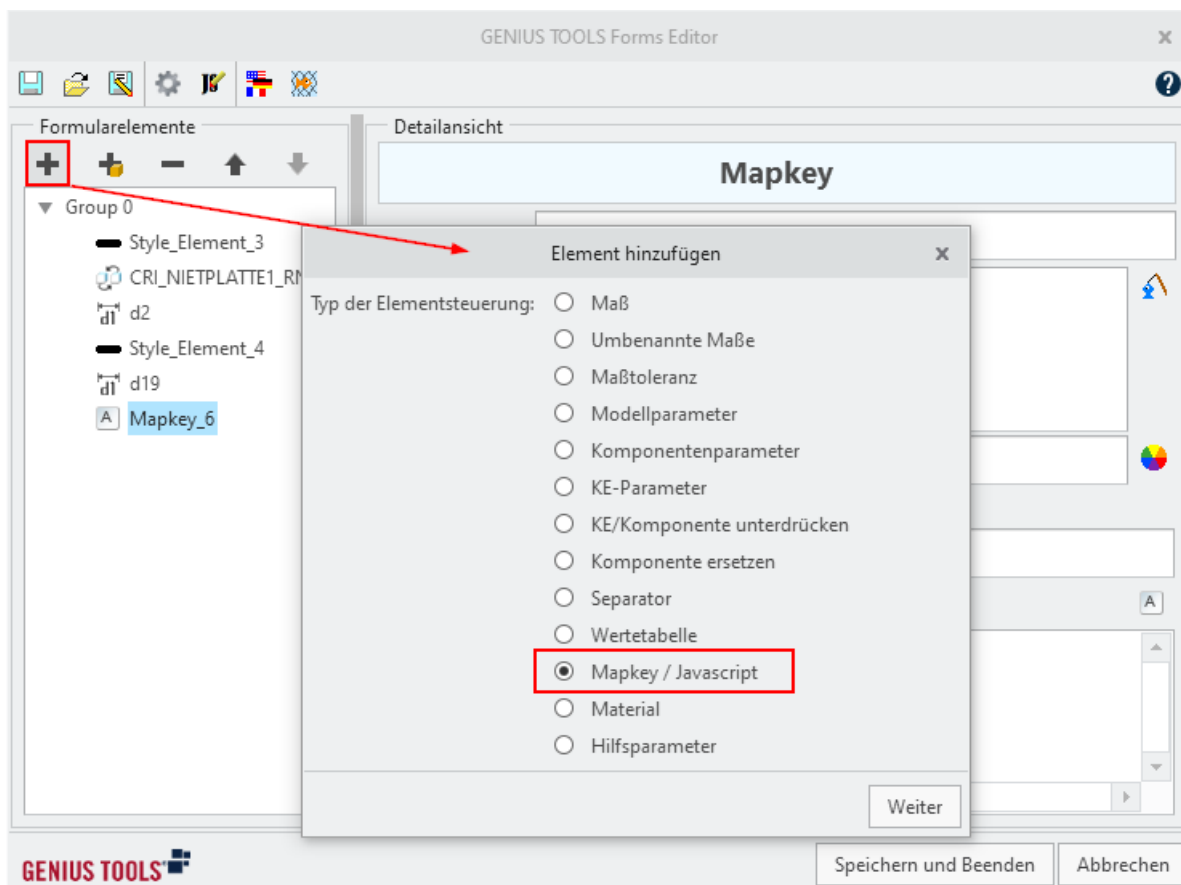 GENIUS TOOLS Forms Editor
Formularelemente
Detailansicht
Mapkey
Group 0
Style_Element_3
CRI_NIETPLATTE1_RN
d2
Style_Element_4
d19
Mapkey_6
Element hinzufügen
Typ der Elementsteuerung:
Maß
Umbenannte Maße
Maßtoleranz
Modellparameter
Komponentenparameter
KE-Parameter
KE/Komponente unterdrücken
Komponente ersetzen
Separator
Wertetabelle
Mapkey / Javascript
Material
Hilfsparameter
Weiter
GENIUS TOOLS
Speichern und Beenden
Abbrechen